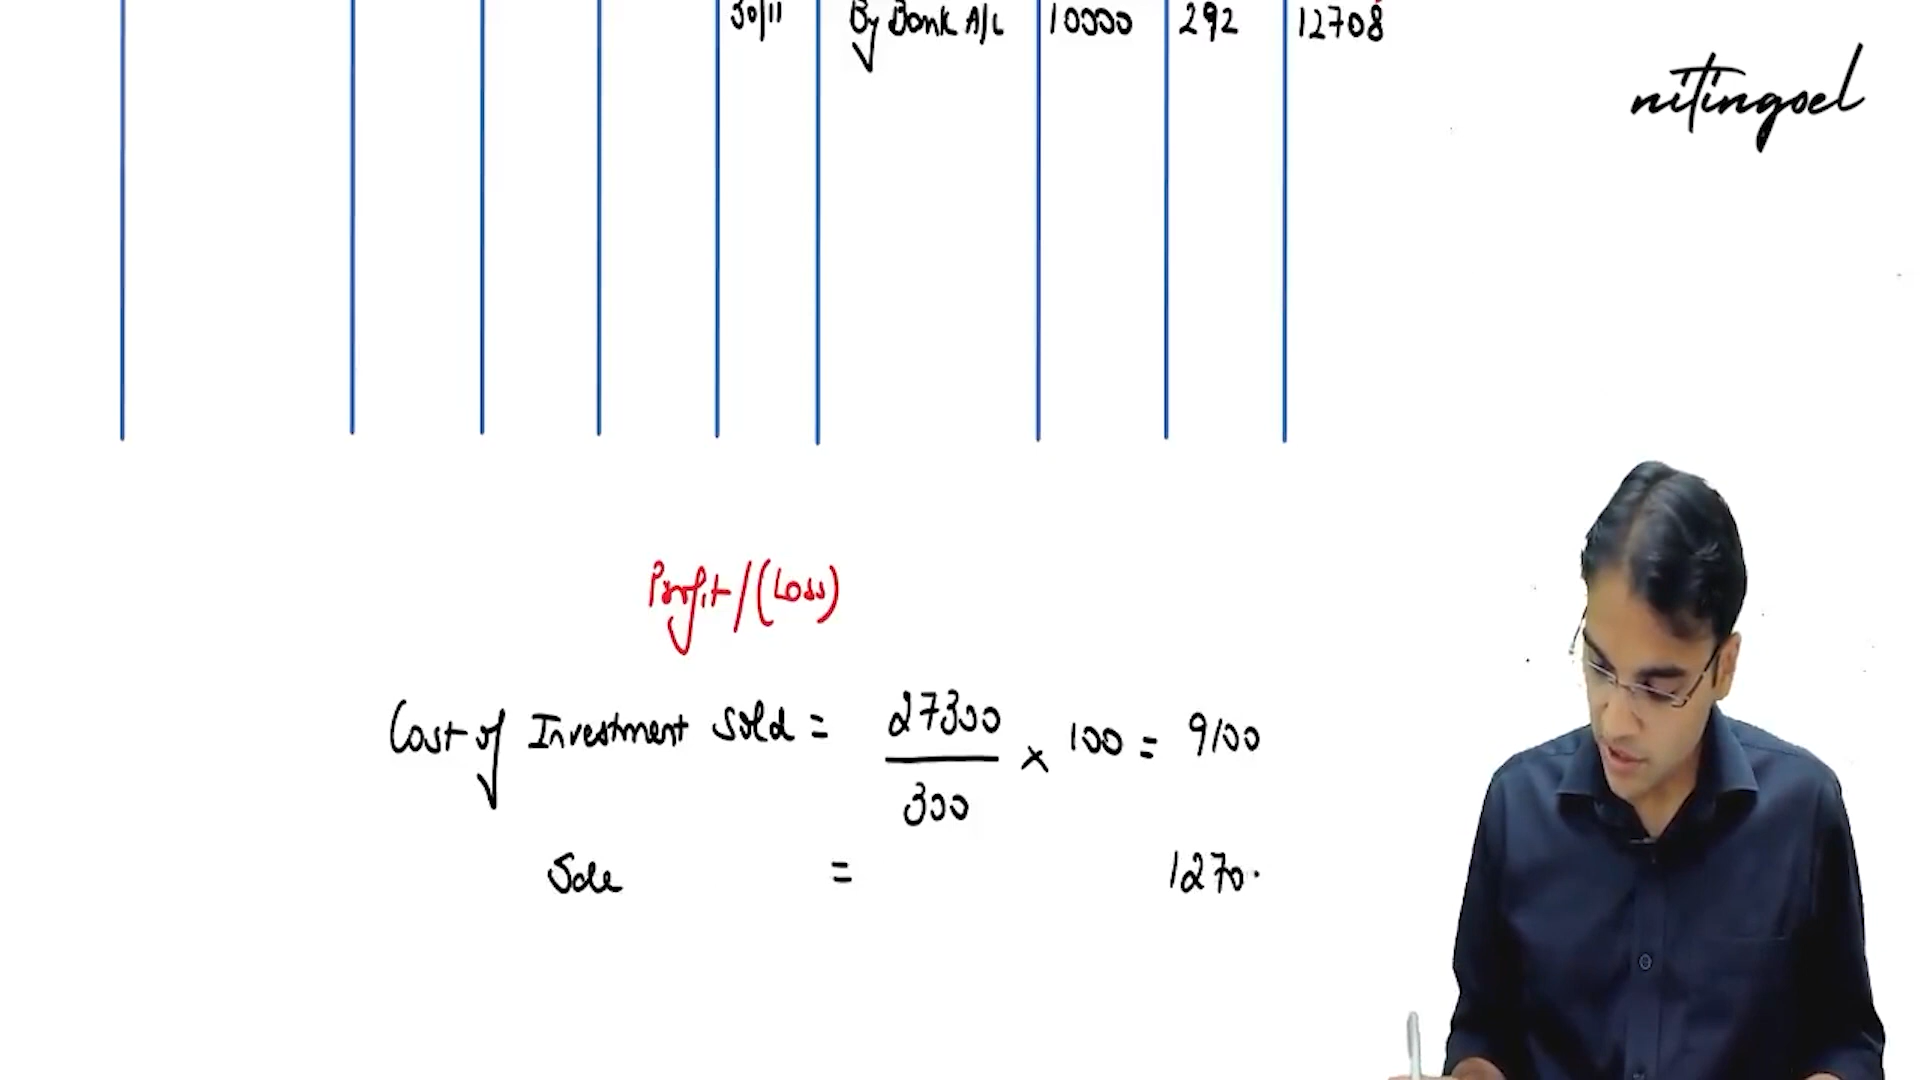 30/11 By Bank A/c 10000 292 12708
nitingoel
Profit/(Loss)
Cost of Investment Sold = 27300
300 × 100 = 9100
Sale = 1270